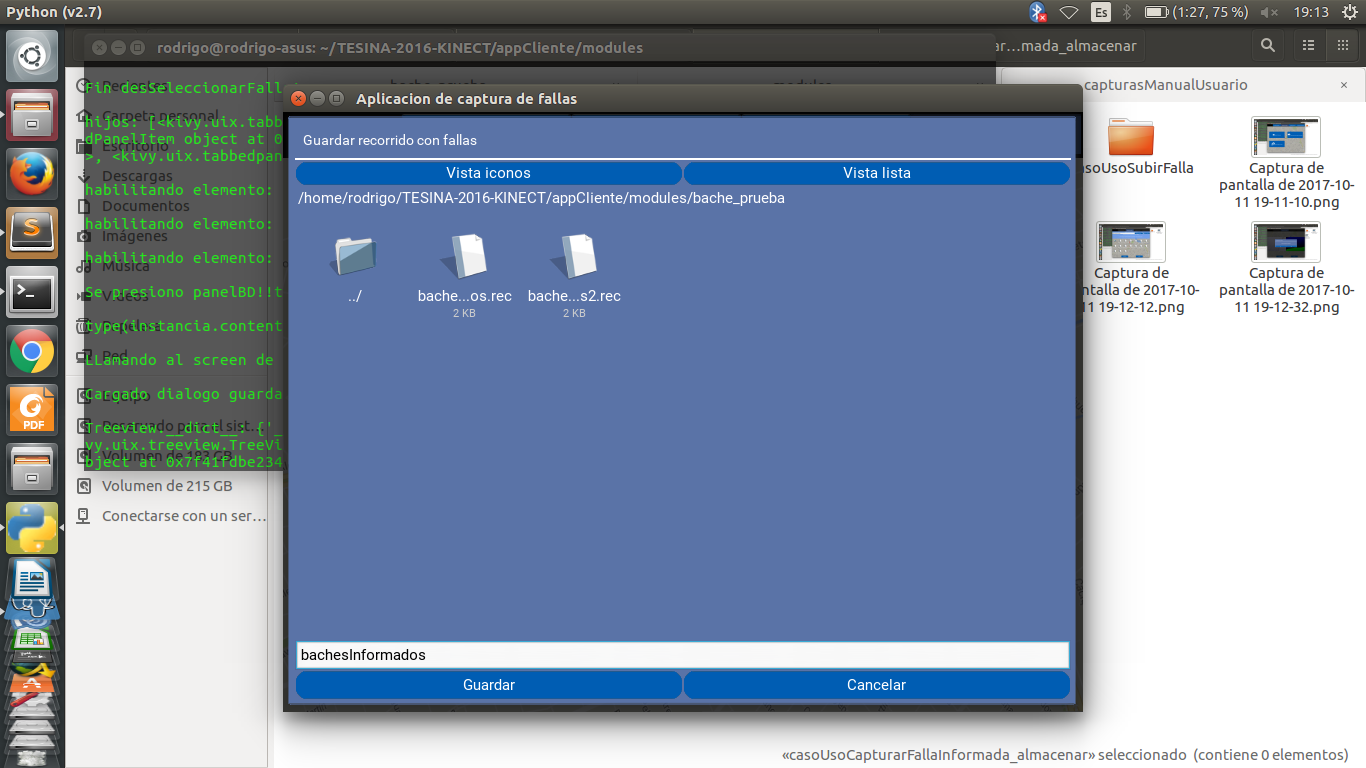 Python (v2.7)
Es
(1:27, 75 %)
19:13
rodrigo@rodrigo-asus: ~/TESINA-2016-KINECT/appCliente/modules
ar…mada_almacenar
capturasManualUsuario
×
Fin desSeleccionarFall
hijos: [<kivy.uix.tabbe
Carpeta personal
dPanelItem object at 0
Escritorio
>, <kivy.uix.tabbedpan
Descargas
habilitando elemento:
Documentos
habilitando elemento:
Imágenes
habilitando elemento:
Música
Se presiono panelBD!!t
Vídeos
type(instancia.content
Red
LLamando al screen de
Equipo
Cargado dialogo guarda
Treeview.__dict__: {'_
vy.uix.treeview.TreeVi
bject at 0x7f41fdbe234
Volumen de 215 GB
Conectarse con un ser…
Aplicacion de captura de fallas
Guardar recorrido con fallas
Vista iconos
Vista lista
/home/rodrigo/TESINA-2016-KINECT/appCliente/modules/bache_prueba
../
bache...os.rec
2 KB
bache...s2.rec
2 KB
bachesInformados
Guardar
Cancelar
PDF
asoUsoSubirFalla
Captura de
pantalla de 2017-10-
11 19-11-10.png
Captura de
pantalla de 2017-10-
11 19-12-12.png
Captura de
pantalla de 2017-10-
11 19-12-32.png
«casoUsoCapturarFallaInformada_almacenar» seleccionado (contiene 0 elementos)